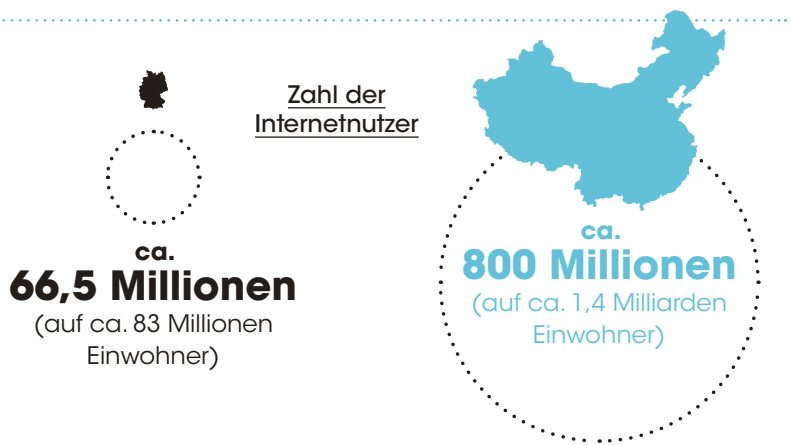 Zahl der
Internetnutzer
ca.
66,5 Millionen
(auf ca. 83 Millionen
Einwohner)
ca.
800 Millionen
(auf ca. 1,4 Milliarden
Einwohner)